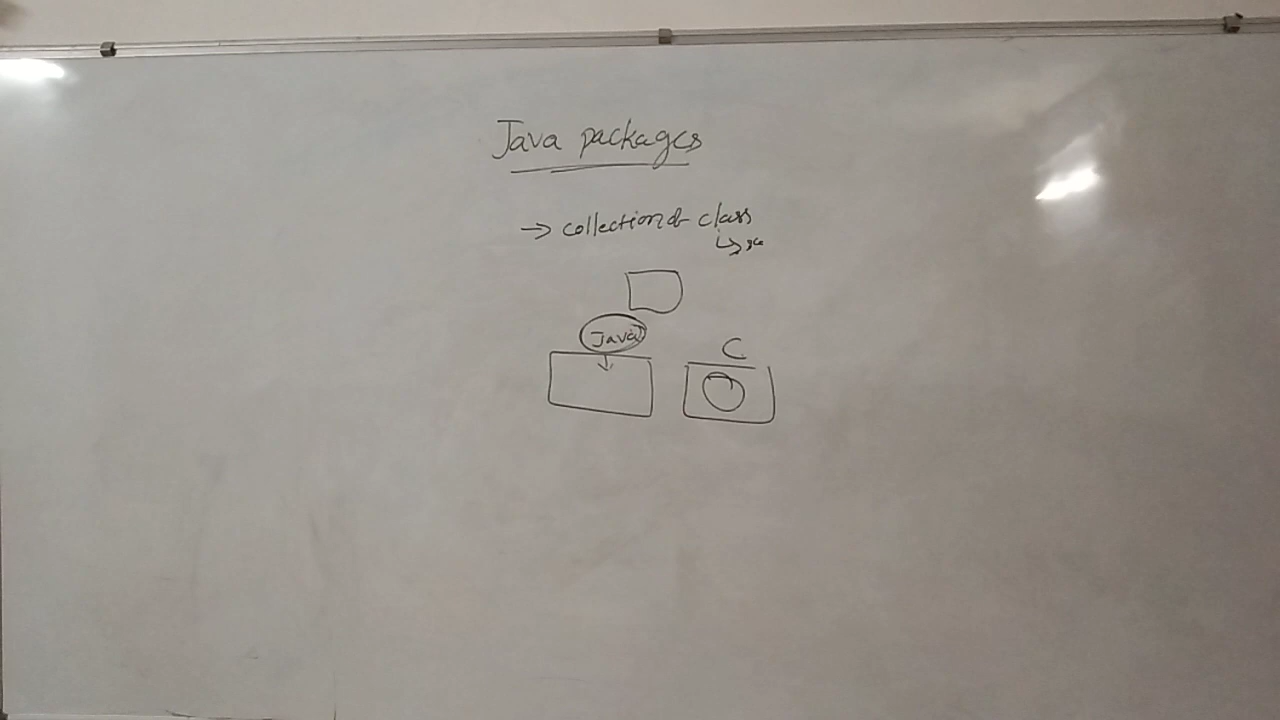 Java packages
→ collection of class
Java
C